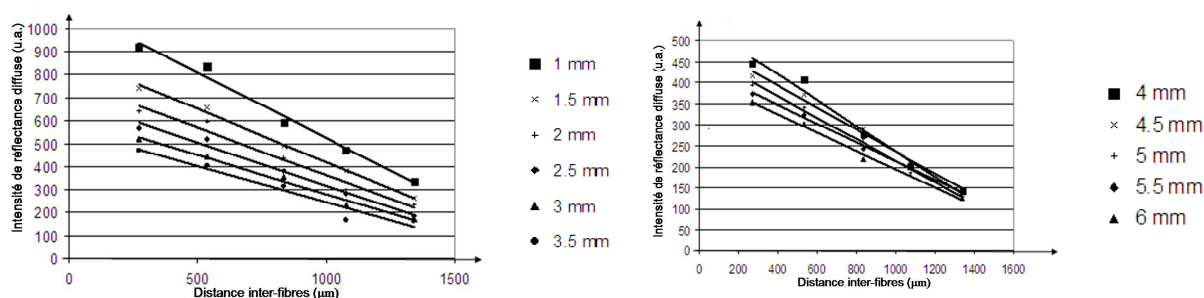 Intensité de réflectance diffuse (u.a.)
1000
900
800
700
600
500
400
300
200
100
0
0 500 1000 1500
Distance inter-fibres (µm)
1 mm
1.5 mm
2 mm
2.5 mm
3 mm
3.5 mm
Intensité de réflectance diffuse (u.a.)
500
450
400
350
300
250
200
150
100
50
0
0 200 400 600 800 1000 1200 1400 1600
Distance inter-fibres (µm)
4 mm
4.5 mm
5 mm
5.5 mm
6 mm